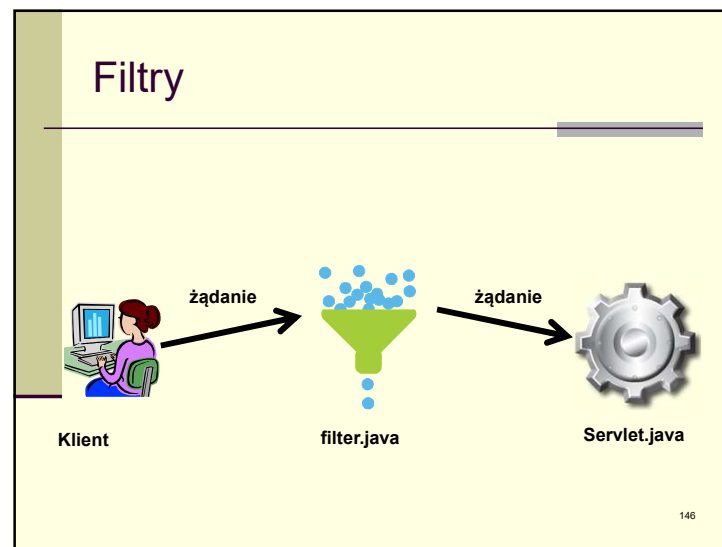 Filtry
żądanie
żądanie
Klient
filter.java
Servlet.java
146